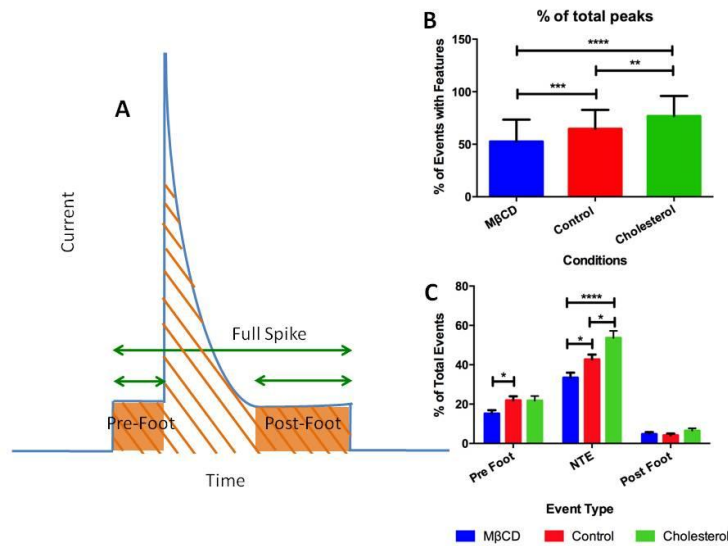 A
Current
Full Spike
Pre-Foot
Post-Foot
Time
B
% of total peaks
% of Events with Features
150
100
50
0
****
**
***
MβCD
Control
Cholesterol
Conditions
C
% of Total Events
80
60
40
20
0
****
*
*
*
Pre Foot
NTE
Post Foot
Event Type
MβCD Control Cholesterol